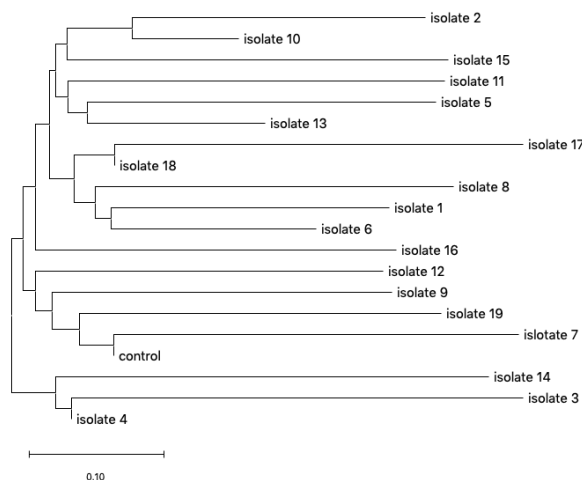 isolate 2
isolate 10
isolate 15
isolate 11
isolate 5
isolate 13
isolate 17
isolate 18
isolate 8
isolate 1
isolate 6
isolate 16
isolate 12
isolate 9
isolate 19
islotate 7
control
isolate 14
isolate 3
isolate 4
0.10